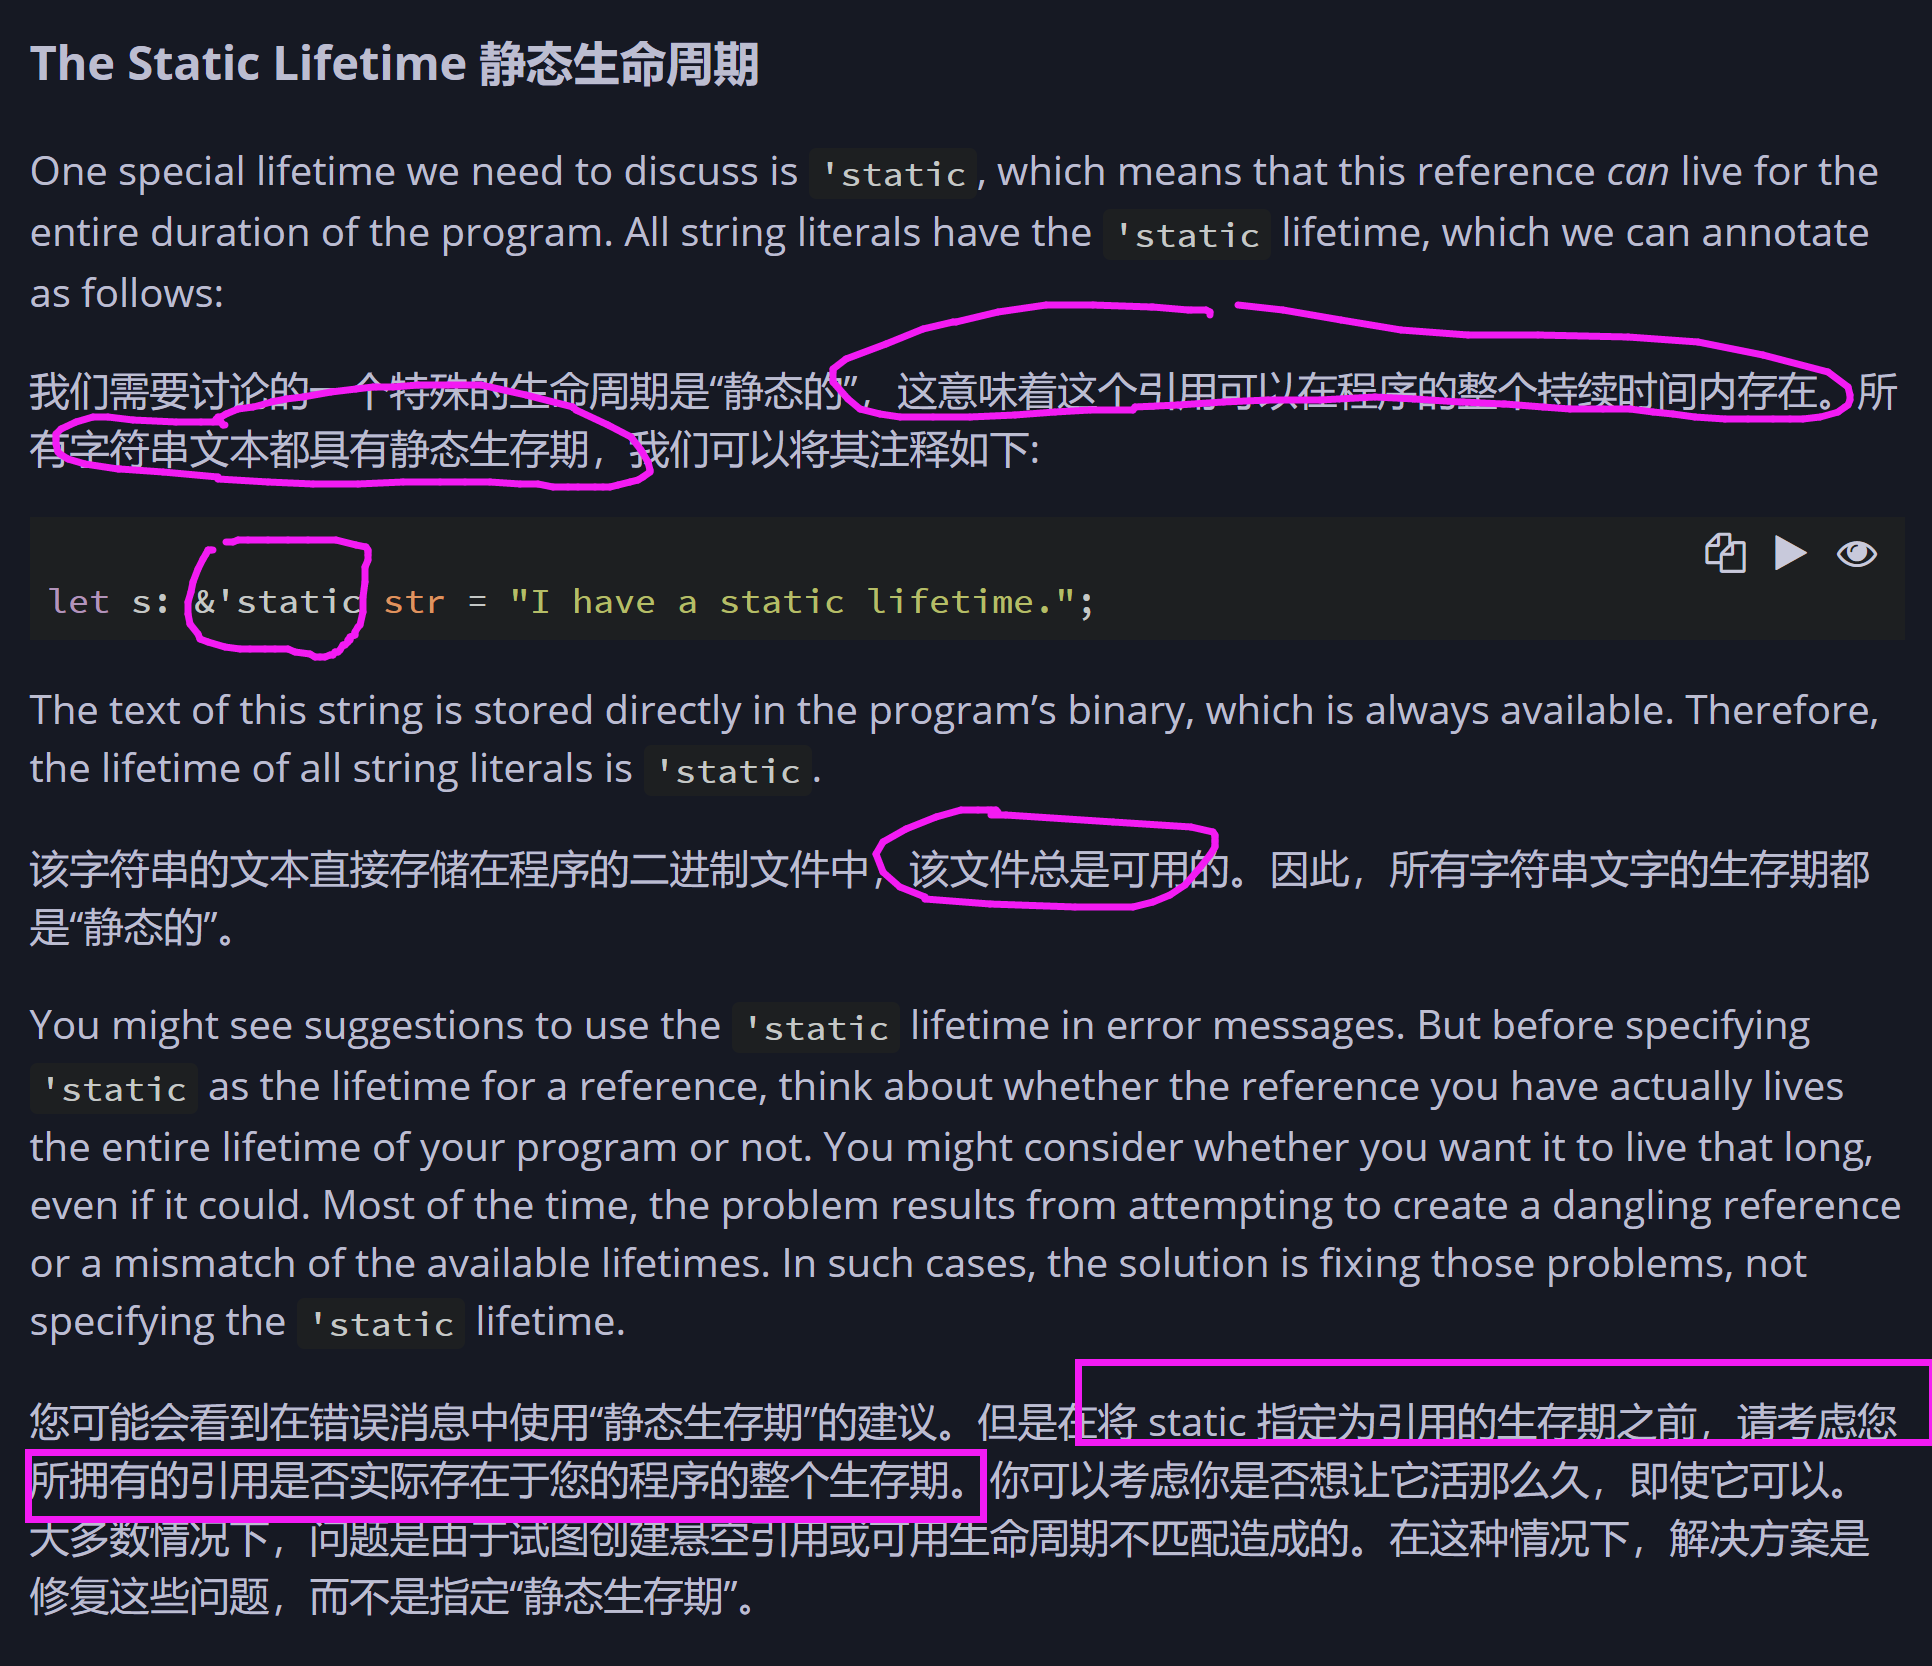 The Static Lifetime 静态生命周期
One special lifetime we need to discuss is 'static, which means that this reference can live for the
entire duration of the program. All string literals have the 'static lifetime, which we can annotate
as follows:
我们需要讨论的一个特殊的生命周期是“静态的”，这意味着这个引用可以在程序的整个持续时间内存在。所
有字符串文本都具有静态生存期，我们可以将其注释如下:
let s: &'static str = "I have a static lifetime.";
The text of this string is stored directly in the program’s binary, which is always available. Therefore,
the lifetime of all string literals is 'static.
该字符串的文本直接存储在程序的二进制文件中，该文件总是可用的。因此，所有字符串文字的生存期都
是“静态的”。
You might see suggestions to use the 'static lifetime in error messages. But before specifying
'static as the lifetime for a reference, think about whether the reference you have actually lives
the entire lifetime of your program or not. You might consider whether you want it to live that long,
even if it could. Most of the time, the problem results from attempting to create a dangling reference
or a mismatch of the available lifetimes. In such cases, the solution is fixing those problems, not
specifying the 'static lifetime.
您可能会看到在错误消息中使用“静态生存期”的建议。但是在将 static 指定为引用的生存期之前，请考虑您
所拥有的引用是否实际存在于您的程序的整个生存期。你可以考虑你是否想让它活那么久，即使它可以。
大多数情况下，问题是由于试图创建悬空引用或可用生命周期不匹配造成的。在这种情况下，解决方案是
修复这些问题，而不是指定“静态生存期”。